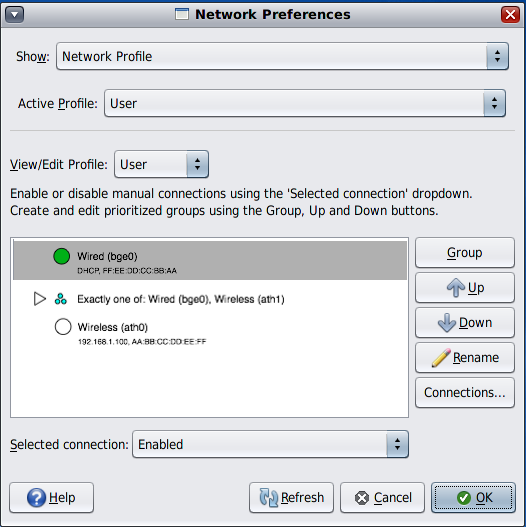 Network Preferences
Show: Network Profile
Active Profile: User
View/Edit Profile: User
Enable or disable manual connections using the 'Selected connection' dropdown.
Create and edit prioritized groups using the Group, Up and Down buttons.
Wired (bge0)
DHCP, FF:EE:DD:CC:BB:AA
Exactly one of: Wired (bge0), Wireless (ath1)
Wireless (ath0)
192.168.1.100, AA:BB:CC:DD:EE:FF
Group
Up
Down
Rename
Connections...
Selected connection: Enabled
Help
Refresh
Cancel
OK